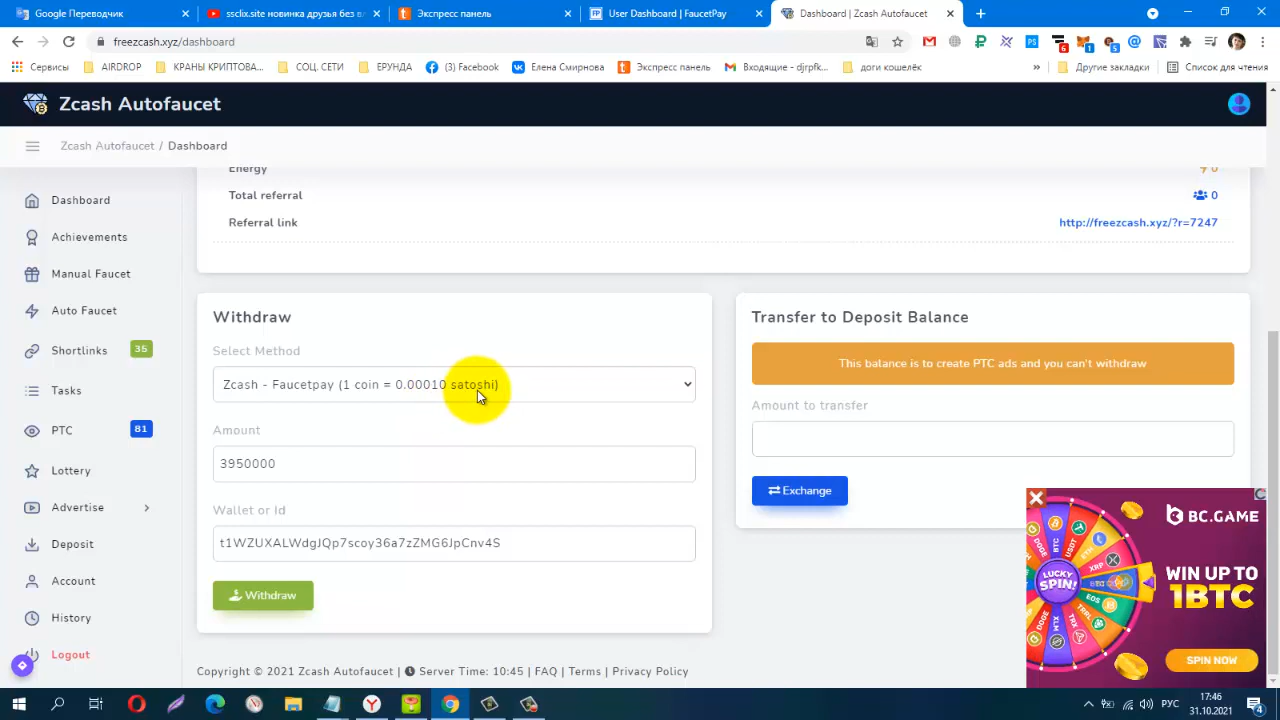 Google Переводчик
ssclix.site новинка друзья без вл
Экспресс панель
User Dashboard | FaucetPay
Dashboard | Zcash Autofaucet
freezcash.xyz/dashboard
Сервисы
AIRDROP
КРАНЫ КРИПТОВА...
СОЦ. СЕТИ
ЕРУНДА
(3) Facebook
Елена Смирнова
Экспресс панель
Входящие - djrpfk...
доги кошелёк
»
Другие закладки
Список для чтения
Zcash Autofaucet
Zcash Autofaucet / Dashboard
Energy
0
Total referral
0
Referral link
http://freezcash.xyz/?r=7247
Dashboard
Achievements
Manual Faucet
Auto Faucet
Shortlinks 35
Tasks
PTC 81
Lottery
Advertise
Deposit
Account
History
Logout
Withdraw
Select Method
Zcash - Faucetpay (1 coin = 0.00010 satoshi)
Amount
3950000
Wallet or Id
t1WZUXALWdgJQp7scoy36a7zZMG6JpCnv4S
Withdraw
Transfer to Deposit Balance
This balance is to create PTC ads and you can't withdraw
Amount to transfer
Exchange
BC.GAME
WIN UP TO
1BTC
SPIN NOW
LUCKY
SPIN!
Copyright © 2021 Zcash Autofaucet | Server Time: 10:45 | FAQ | Terms | Privacy Policy
РУС
17:46
31.10.2021
4